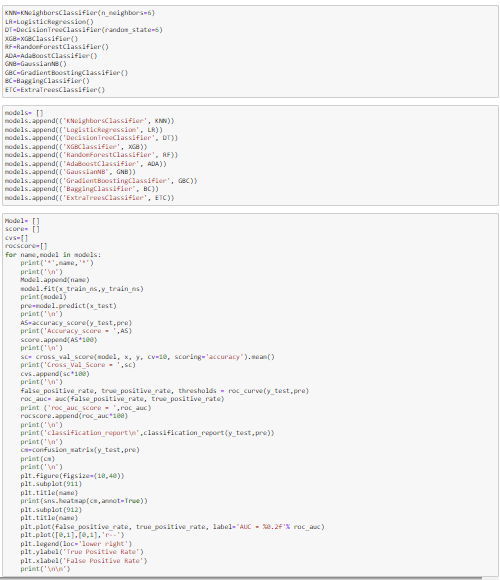 KNN=KNeighborsClassifier(n_neighbors=6)
LR=LogisticRegression()
DT=DecisionTreeClassifier(random_state=6)
XGB=XGBClassifier()
RF=RandomForestClassifier()
ADA=AdaBoostClassifier()
GNB=GaussianNB()
GBC=GradientBoostingClassifier()
BC=BaggingClassifier()
ETC=ExtraTreesClassifier()
models= []
models.append(('KNeighborsClassifier', KNN))
models.append(('LogisticRegression', LR))
models.append(('DecisionTreeClassifier', DT))
models.append(('XGBClassifier', XGB))
models.append(('RandomForestClassifier', RF))
models.append(('AdaBoostClassifier', ADA))
models.append(('GaussianNB', GNB))
models.append(('GradientBoostingClassifier', GBC))
models.append(('BaggingClassifier', BC))
models.append(('ExtraTreesClassifier', ETC))
Model= []
score= []
cvs=[]
rocscore=[]
for name,model in models:
    print('*',name,'*')
    print('\n')
    Model.append(name)
    model.fit(x_train_ns,y_train_ns)
    print(model)
    pre=model.predict(x_test)
    print('\n')
    AS=accuracy_score(y_test,pre)
    print('Accuracy_score = ',AS)
    score.append(AS*100)
    print('\n')
    sc= cross_val_score(model, x, y, cv=10, scoring='accuracy').mean()
    print('Cross_Val_Score = ',sc)
    cvs.append(sc*100)
    print('\n')
    false_positive_rate, true_positive_rate, thresholds = roc_curve(y_test,pre)
    roc_auc= auc(false_positive_rate, true_positive_rate)
    print ('roc_auc_score = ',roc_auc)
    rocscore.append(roc_auc*100)
    print('\n')
    print('classification_report\n',classification_report(y_test,pre))
    print('\n')
    cm=confusion_matrix(y_test,pre)
    print(cm)
    print('\n')
    plt.figure(figsize=(10,40))
    plt.subplot(911)
    plt.title(name)
    print(sns.heatmap(cm,annot=True))
    plt.subplot(912)
    plt.title(name)
    plt.plot(false_positive_rate, true_positive_rate, label='AUC = %0.2f'% roc_auc)
    plt.plot([0,1],[0,1],'r--')
    plt.legend(loc='lower right')
    plt.ylabel('True Positive Rate')
    plt.xlabel('False Positive Rate')
    print('\n\n')